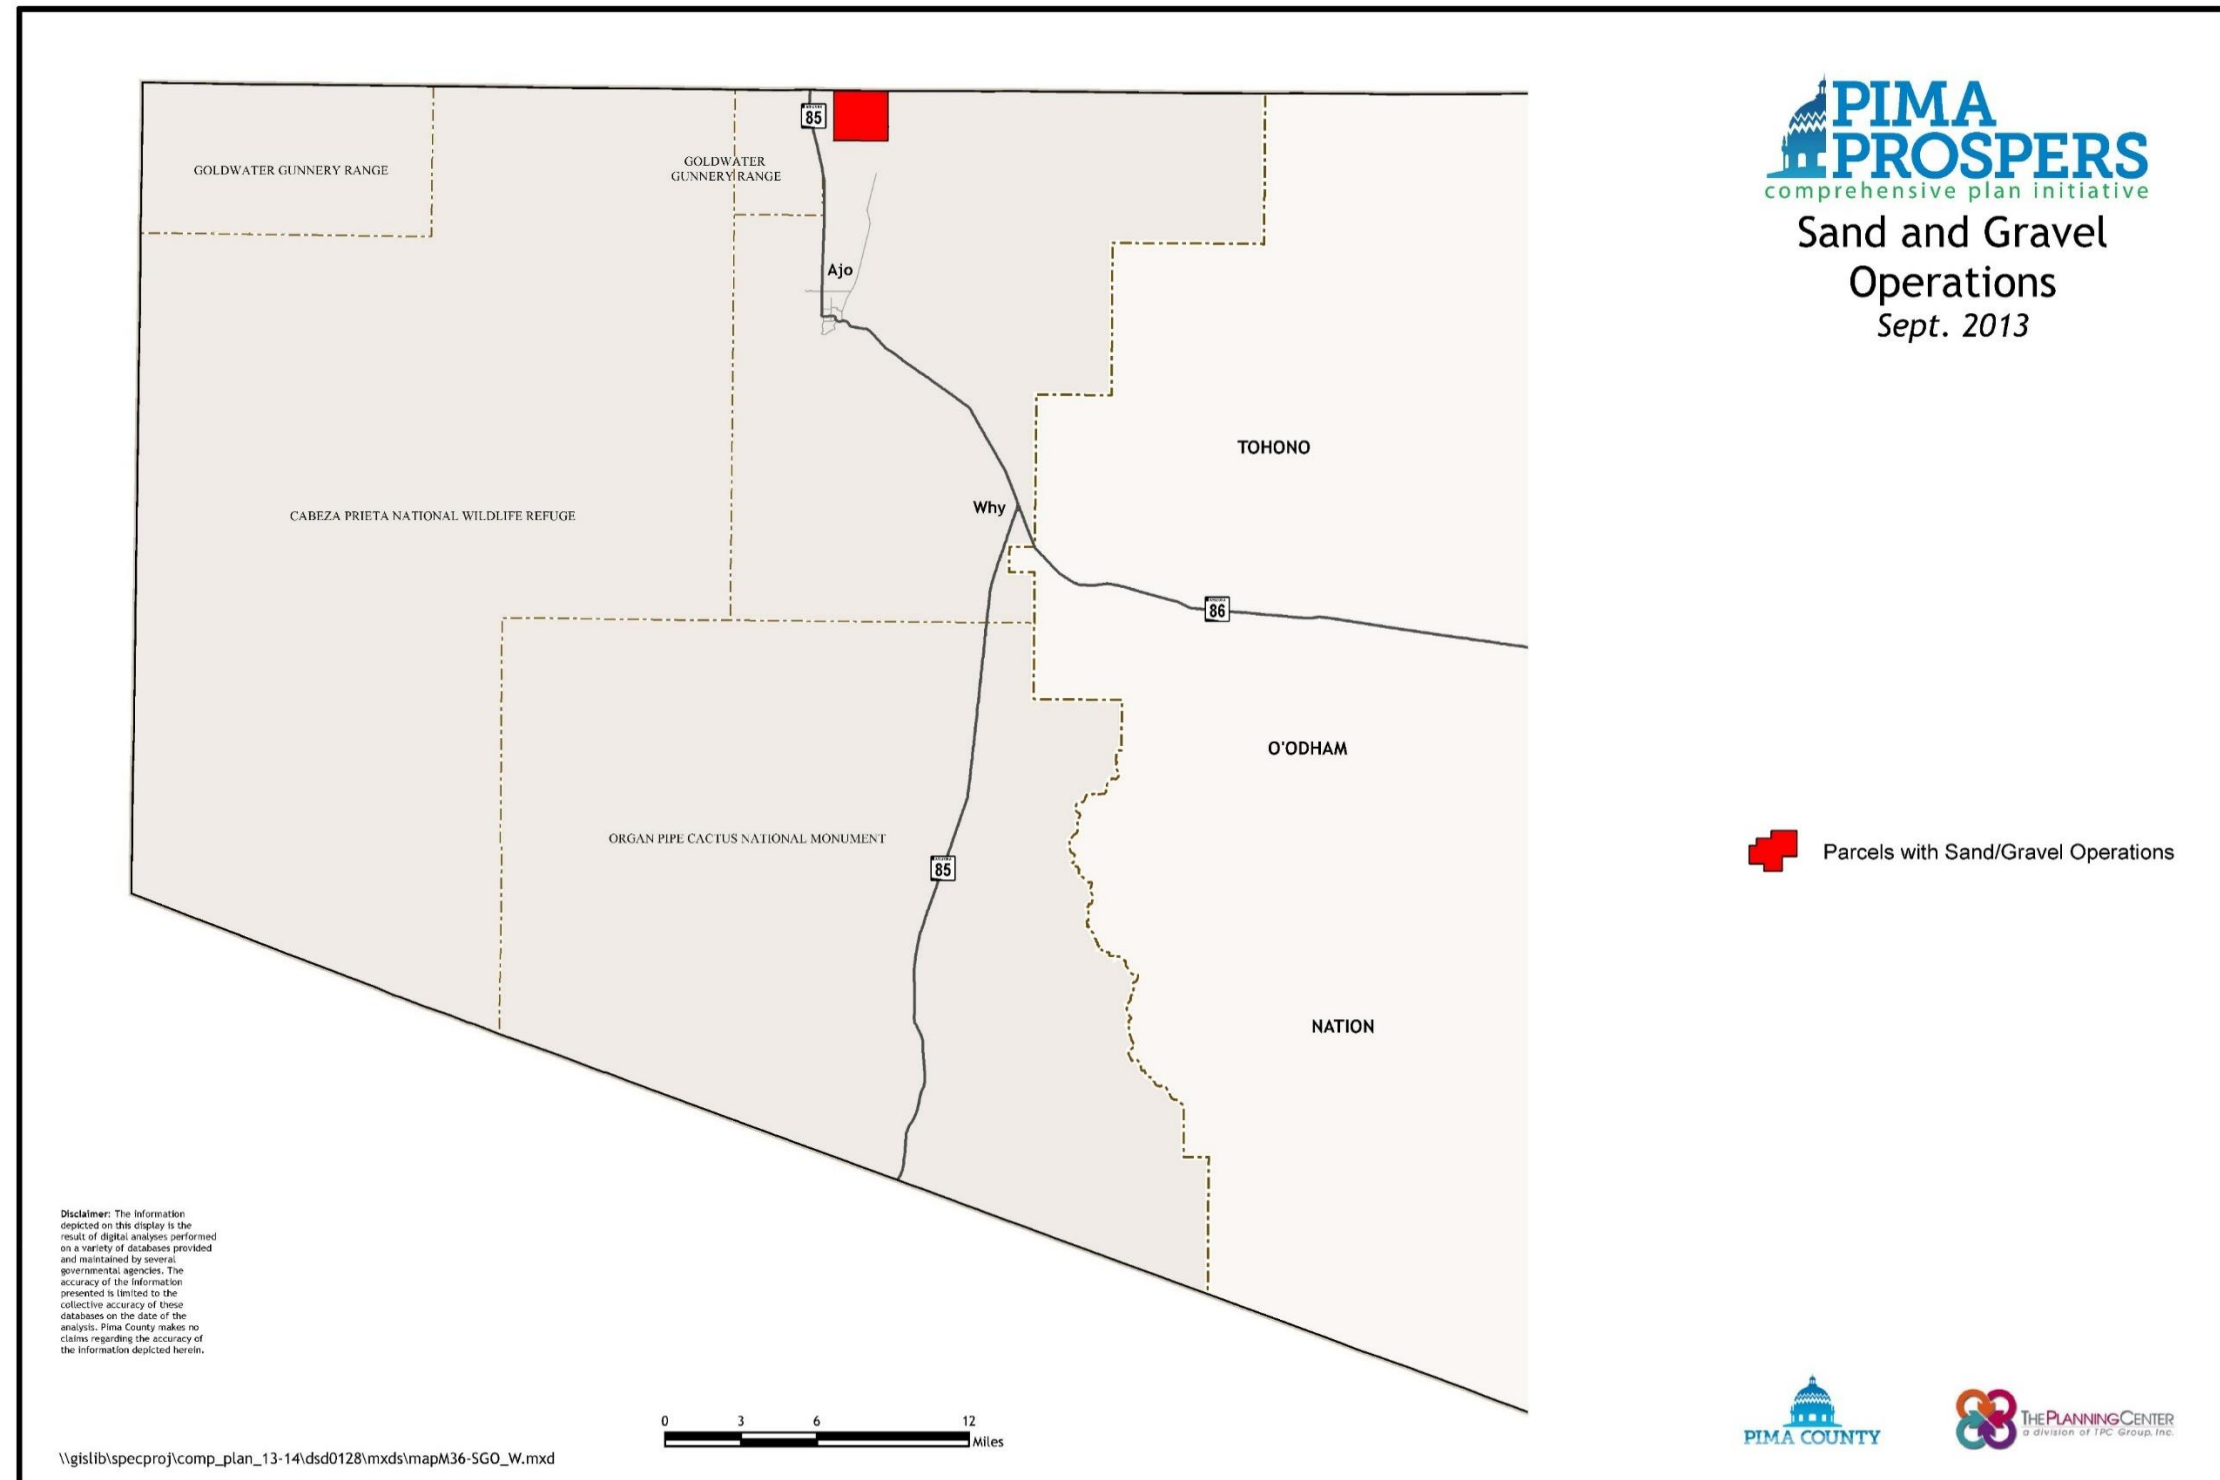 PIMA
PROSPERS
comprehensive plan initiative
Sand and Gravel
Operations
Sept. 2013
85
GOLDWATER GUNNERY RANGE
GOLDWATER
GUNNERY RANGE
Ajo
TOHONO
Why
CABEZA PRIETA NATIONAL WILDLIFE REFUGE
86
O'ODHAM
ORGAN PIPE CACTUS NATIONAL MONUMENT
85
Parcels with Sand/Gravel Operations
NATION
Disclaimer: The information
depicted on this display is the
result of digital analyses performed
on a variety of databases provided
and maintained by several
governmental agencies. The
accuracy of the information
presented is limited to the
collective accuracy of these
databases on the date of the
analysis. Pima County makes no
claims regarding the accuracy of
the information depicted herein.
0 3 6 12
Miles
\\gislib\specproj\comp_plan_13-14\dsd0128\mxds\mapM36-SGO_W.mxd
PIMA COUNTY
THE PLANNING CENTER
a division of TPC Group, Inc.